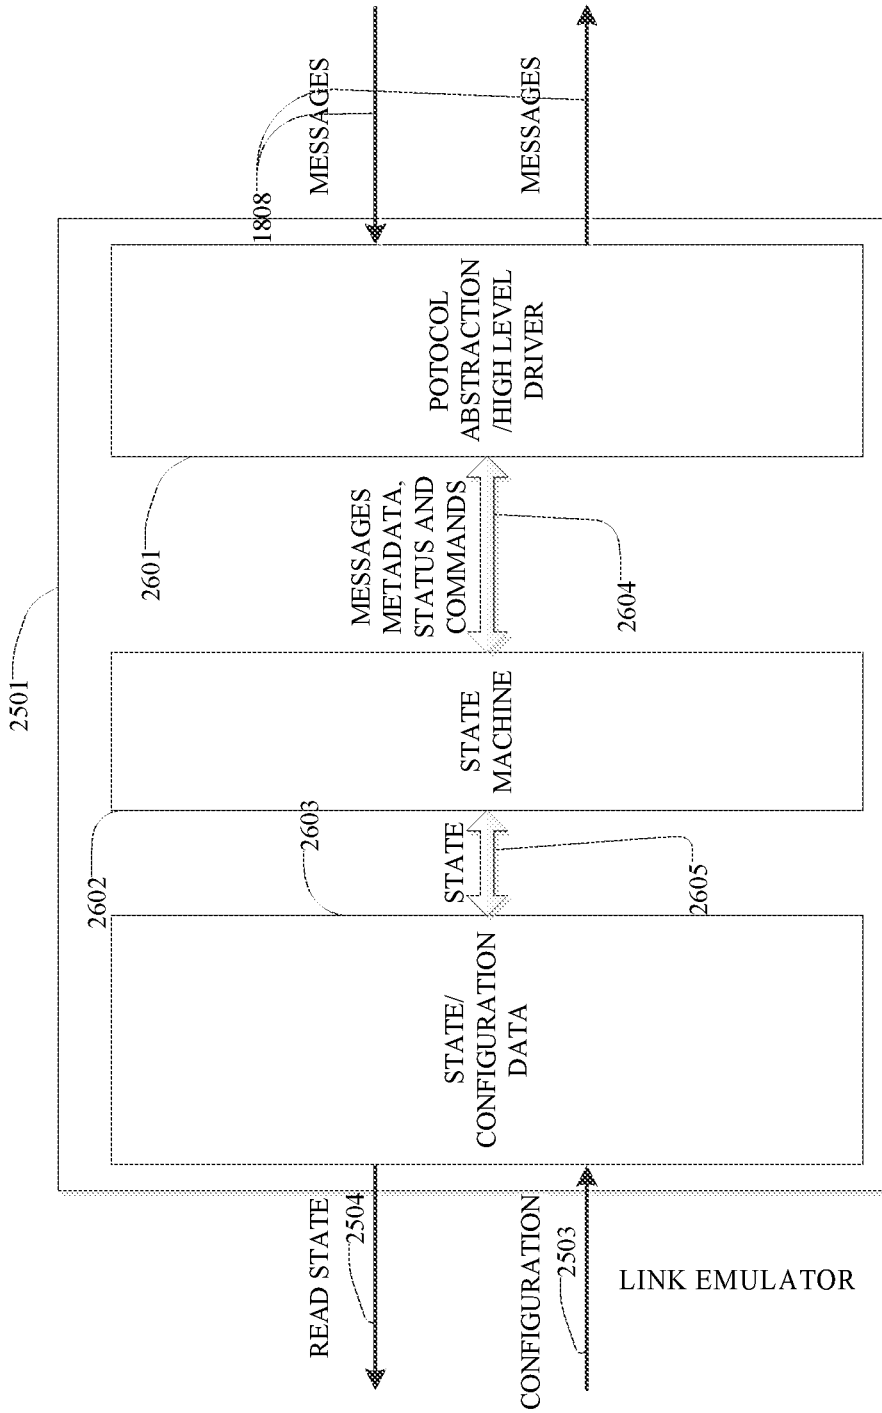 1808
MESSAGES
MESSAGES
POTOCOL
ABSTRACTION
/HIGH LEVEL
DRIVER
2601
MESSAGES
METADADA,
STATUS AND
COMMANDS
2604
2501
STATE
MACHINE
2602
2603
STATE
2605
STATE/
CONFIGURATION
DATA
READ STATE
2504
CONFIGURATION
2503
LINK EMULATOR